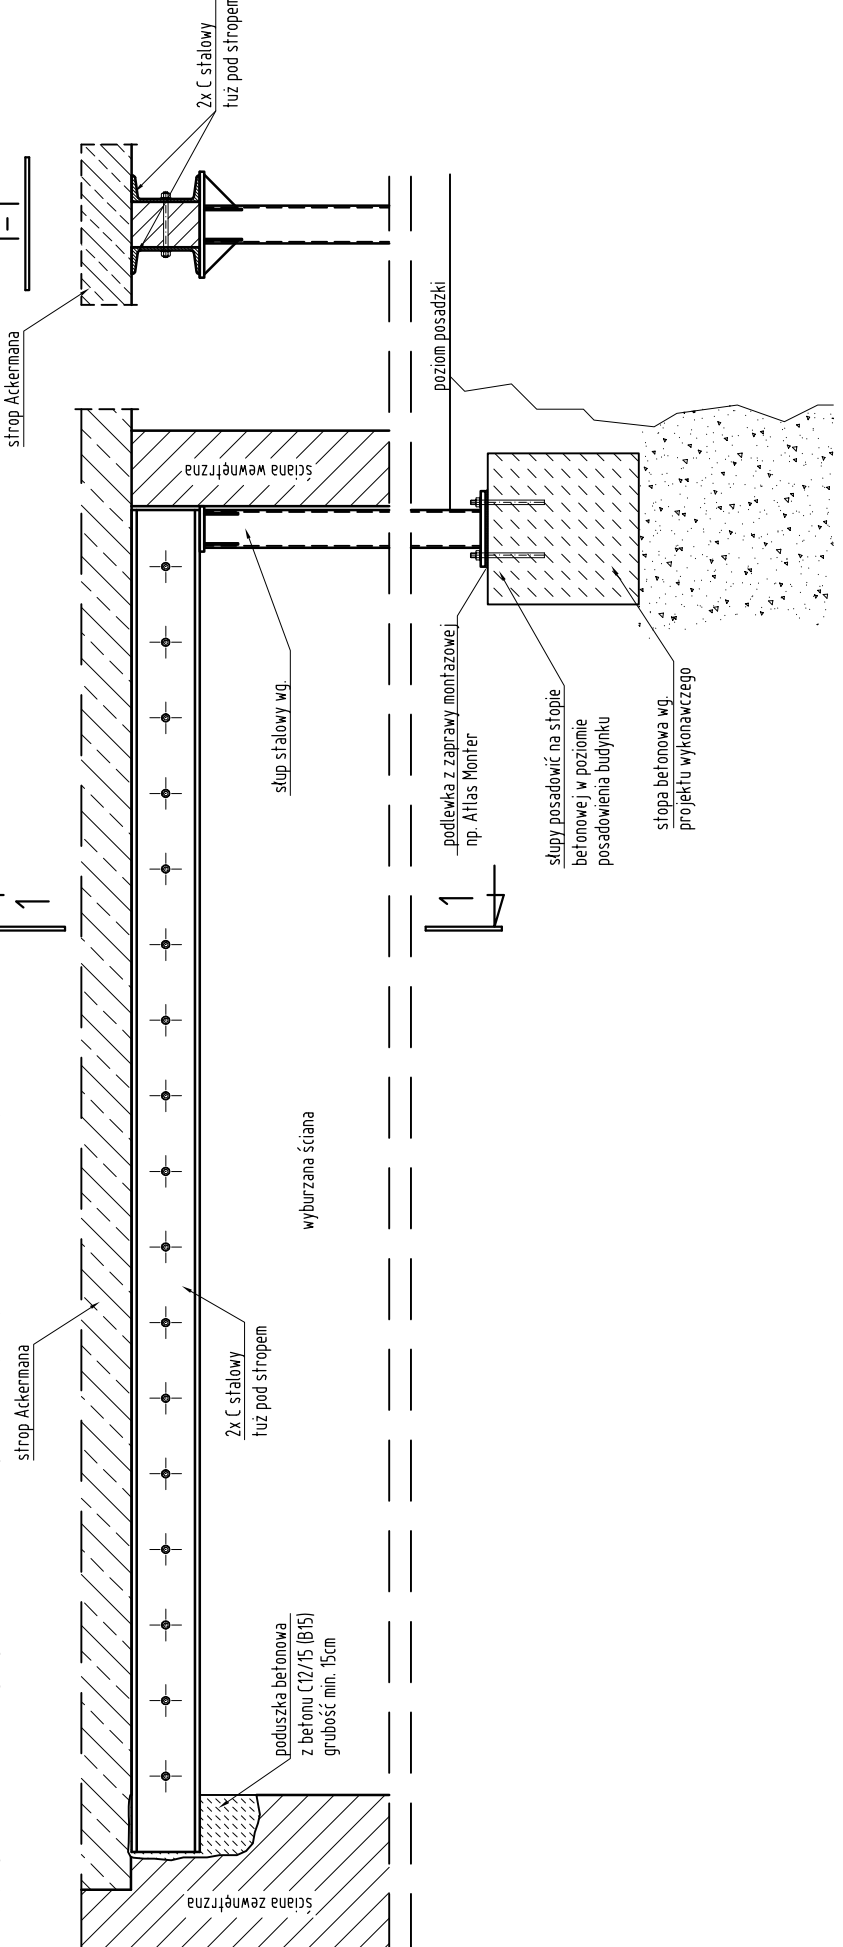 strop Ackermana
2x C stalowy
tuż pod stropem
1-1
strop Ackermana
ściana zewnętrzna
poduszka betonowa
z betonu C12/15 (B15)
grubość min. 15cm
2x C stalowy
tuż pod stropem
wyburzana ściana
1
1
słup stalowy wg.
ściana wewnętrzna
poziom posadzki
podlewka z zaprawy montażowej
np. Atlas Monter
słupy posadowić na stopie
betonowej w poziomie
posadowienia budynku
stopa betonowa wg.
projektu wykonawczego